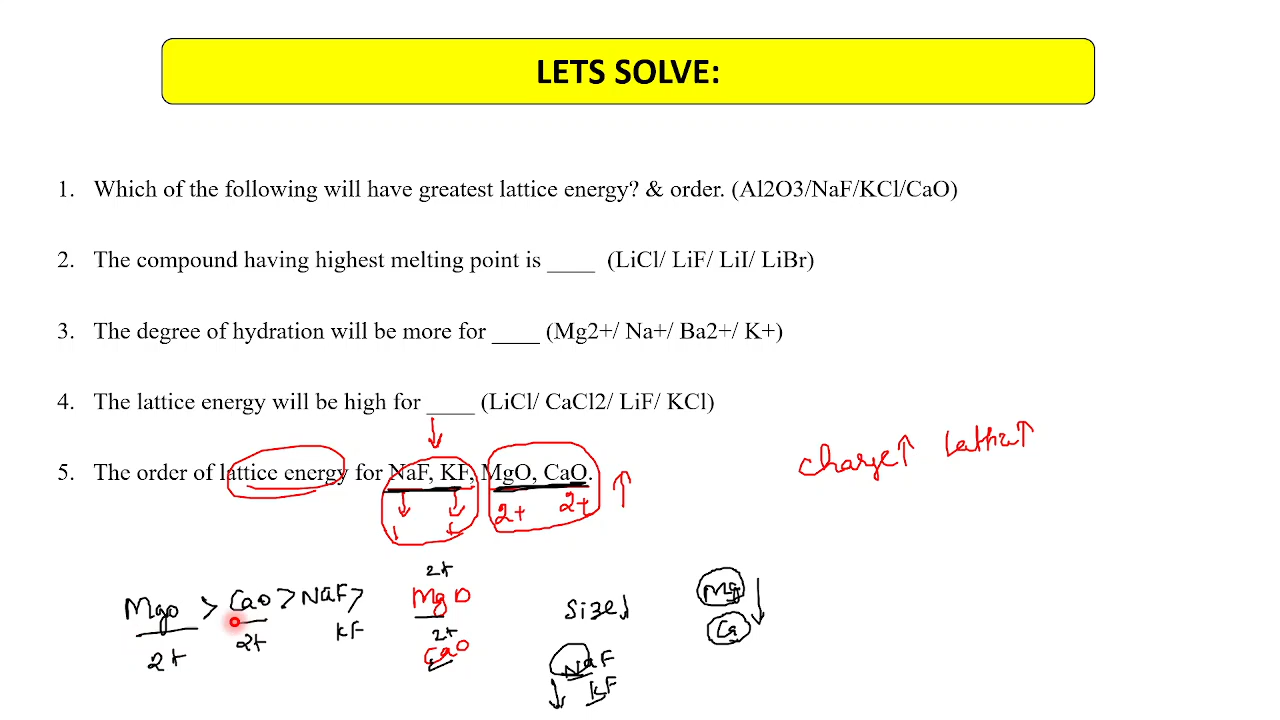 LETS SOLVE:
1. Which of the following will have greatest lattice energy? & order. (Al2O3/NaF/KCl/CaO)
2. The compound having highest melting point is ____ (LiCl/ LiF/ LiI/ LiBr)
3. The degree of hydration will be more for ____ (Mg2+/ Na+/ Ba2+/ K+)
4. The lattice energy will be high for ____ (LiCl/ CaCl2/ LiF/ KCl)
charge↑ Lattice↑
5. The order of lattice energy for NaF, KF, MgO, CaO. ↑
2+ 2+
MgO > CaO > NaF >
KF
2+ 2+
2+
MgO
2+
CaO
Size↓
NaF
KF
Mg
Ca